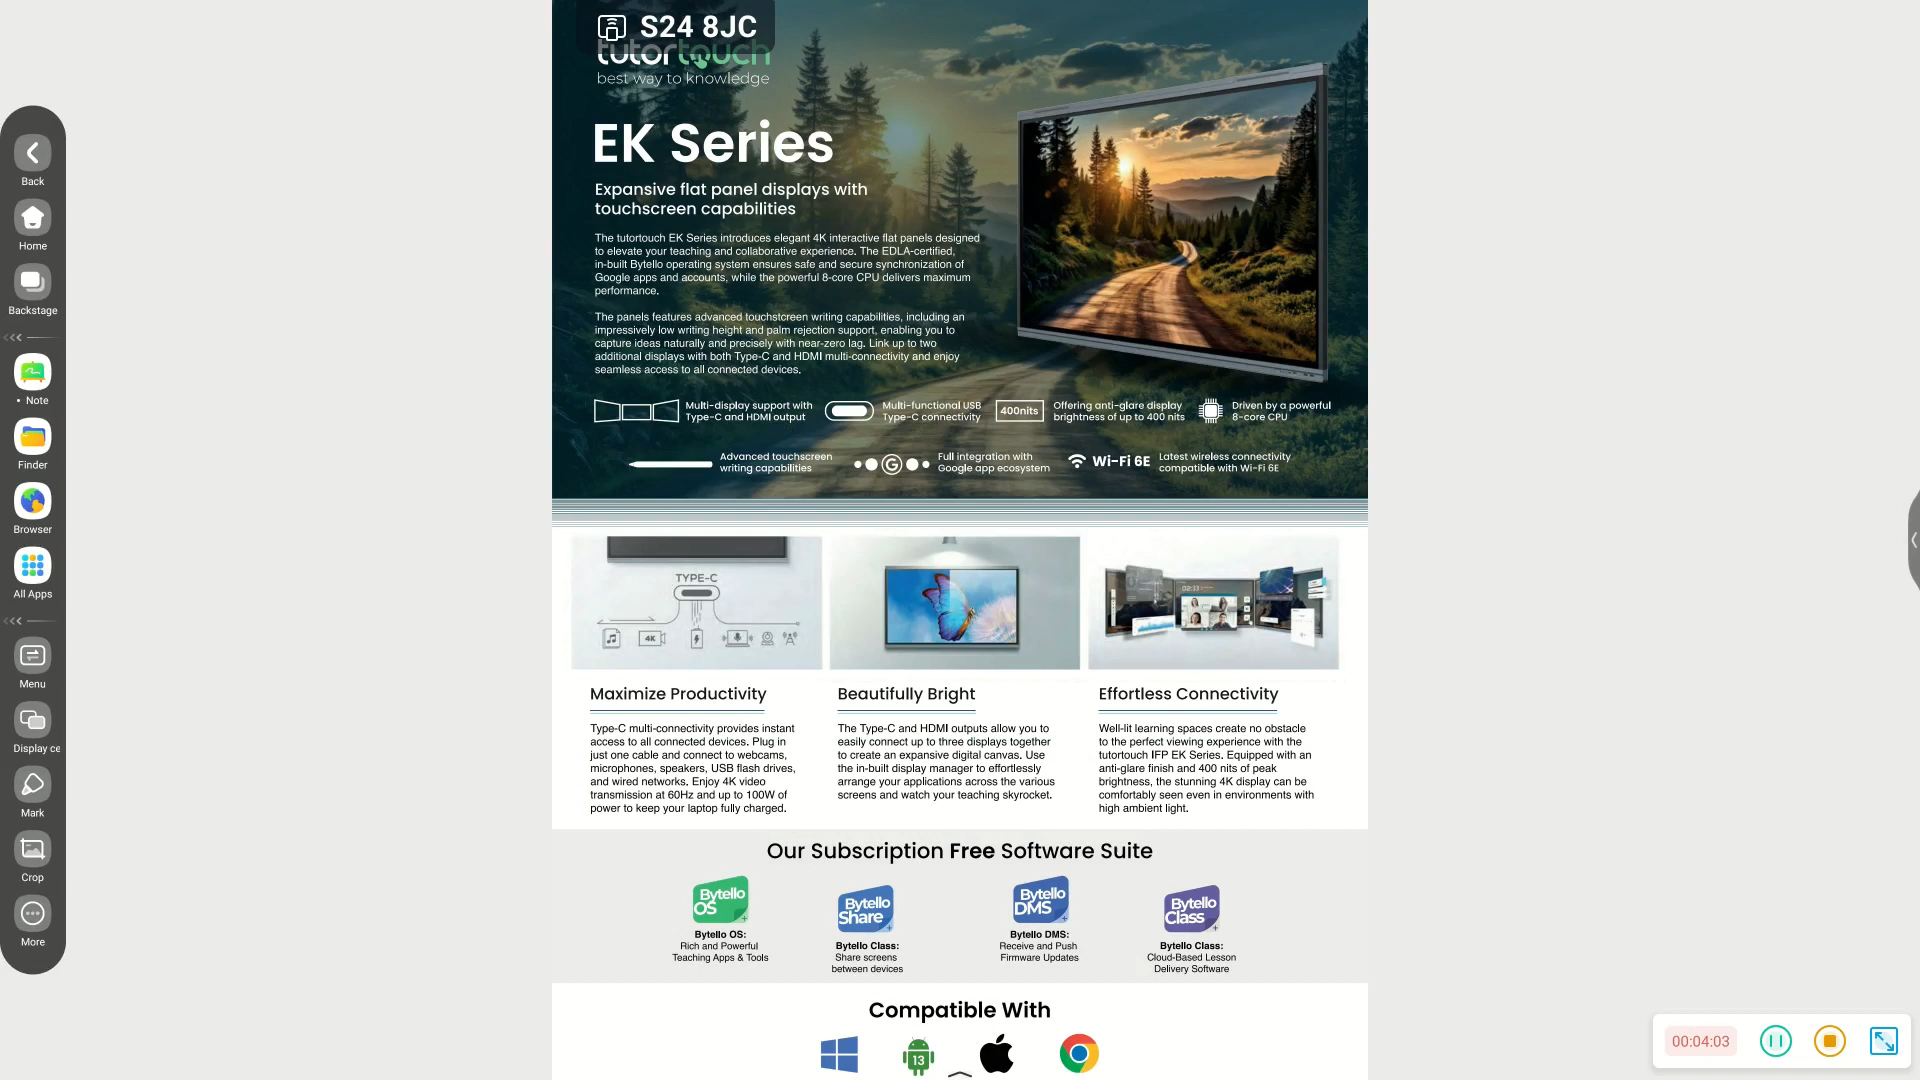 S24 8JC
tutortouch
best way to knowledge
EK Series
Expansive flat panel displays with
touchscreen capabilities
The tutortouch EK Series introduces elegant 4K interactive flat panels designed
to elevate your teaching and collaborative experience. The EDLA-certified,
in-built Bytello operating system ensures safe and secure synchronization of
Google apps and accounts, while the powerful 8-core CPU delivers maximum
performance.
The panels features advanced touchstcreen writing capabilities, including an
impressively low writing height and palm rejection support, enabling you to
capture ideas naturally and precisely with near-zero lag. Link up to two
additional displays with both Type-C and HDMI multi-connectivity and enjoy
seamless access to all connected devices.
Multi-display support with
Type-C and HDMI output
Multi-functional USB
Type-C connectivity
400nits
Offering anti-glare display
brightness of up to 400 nits
Driven by a powerful
8-core CPU
Advanced touchscreen
writing capabilities
G
Full integration with
Google app ecosystem
Wi-Fi 6E
Latest wireless connectivity
compatible with Wi-Fi 6E
TYPE-C
4K
02:33
Maximize Productivity
Type-C multi-connectivity provides instant
access to all connected devices. Plug in
just one cable and connect to webcams,
microphones, speakers, USB flash drives,
and wired networks. Enjoy 4K video
transmission at 60Hz and up to 100W of
power to keep your laptop fully charged.
Beautifully Bright
The Type-C and HDMI outputs allow you to
easily connect up to three displays together
to create an expansive digital canvas. Use
the in-built display manager to effortlessly
arrange your applications across the various
screens and watch your teaching skyrocket.
Effortless Connectivity
Well-lit learning spaces create no obstacle
to the perfect viewing experience with the
tutortouch IFP EK Series. Equipped with an
anti-glare finish and 400 nits of peak
brightness, the stunning 4K display can be
comfortably seen even in environments with
high ambient light.
Our Subscription Free Software Suite
Bytello
OS
Bytello OS:
Rich and Powerful
Teaching Apps & Tools
Bytello
Share
Bytello Class:
Share screens
between devices
Bytello
DMS
Bytello DMS:
Receive and Push
Firmware Updates
Bytello
Class
Bytello Class:
Cloud-Based Lesson
Delivery Software
Compatible With
13
Back
Home
Backstage
Note
Finder
Browser
All Apps
Menu
Display ce
Mark
Crop
More
00:04:03